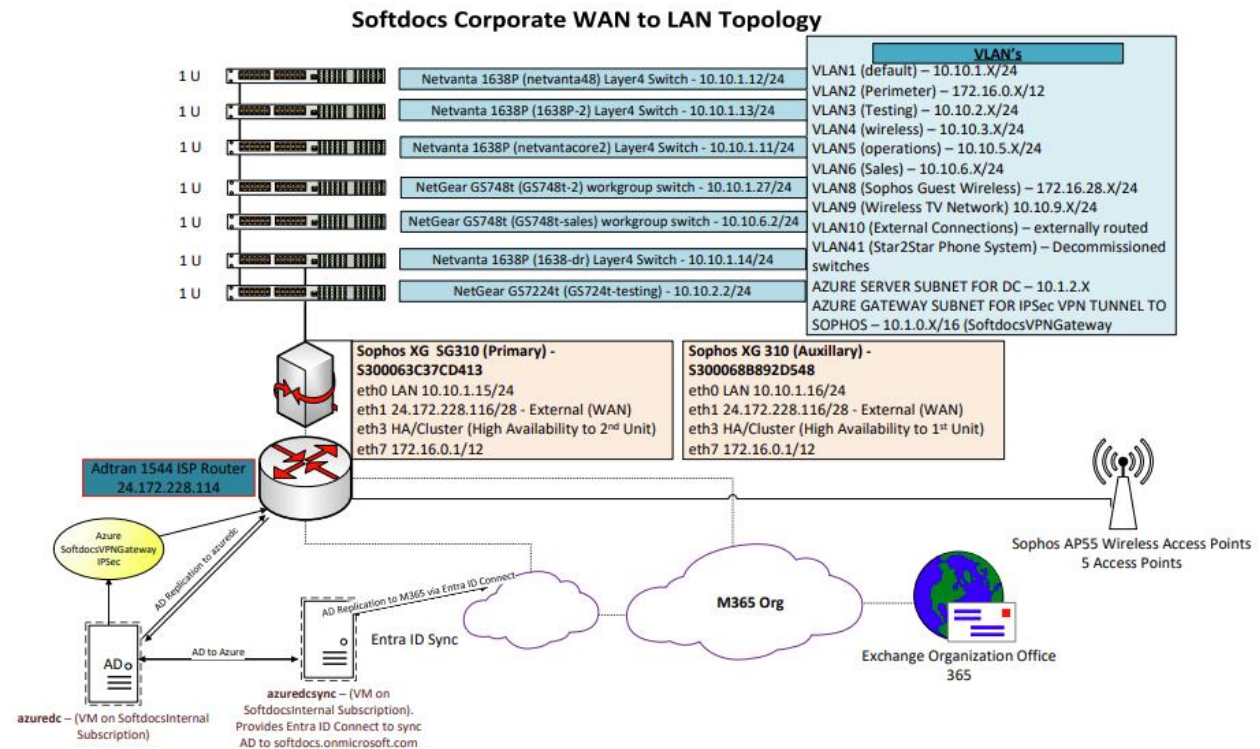 Softdocs Corporate WAN to LAN Topology
1 U
Netvanta 1638P (netvanta48) Layer4 Switch - 10.10.1.12/24
1 U
Netvanta 1638P (1638P-2) Layer4 Switch - 10.10.1.13/24
1 U
Netvanta 1638P (netvantacore2) Layer4 Switch - 10.10.1.11/24
1 U
NetGear GS748t (GS748t-2) workgroup switch - 10.10.1.27/24
1 U
NetGear GS748t (GS748t-sales) workgroup switch - 10.10.6.2/24
1 U
Netvanta 1638P (1638-dr) Layer4 Switch - 10.10.1.14/24
1 U
NetGear GS7224t (GS724t-testing) - 10.10.2.2/24
VLAN's
VLAN1 (default) – 10.10.1.X/24
VLAN2 (Perimeter) – 172.16.0.X/12
VLAN3 (Testing) – 10.10.2.X/24
VLAN4 (wireless) – 10.10.3.X/24
VLAN5 (operations) – 10.10.5.X/24
VLAN6 (Sales) – 10.10.6.X/24
VLAN8 (Sophos Guest Wireless) – 172.16.28.X/24
VLAN9 (Wireless TV Network) 10.10.9.X/24
VLAN10 (External Connections) – externally routed
VLAN41 (Star2Star Phone System) – Decommissioned
switches
AZURE SERVER SUBNET FOR DC – 10.1.2.X
AZURE GATEWAY SUBNET FOR IPSec VPN TUNNEL TO
SOPHOS – 10.1.0.X/16 (SoftdocsVPNGateway
Sophos XG SG310 (Primary) -
S300063C37CD413
eth0 LAN 10.10.1.15/24
eth1 24.172.228.116/28 - External (WAN)
eth3 HA/Cluster (High Availability to 2nd Unit)
eth7 172.16.0.1/12
Sophos XG 310 (Auxillary) -
S300068B892D548
eth0 LAN 10.10.1.16/24
eth1 24.172.228.116/28 - External (WAN)
eth3 HA/Cluster (High Availability to 1st Unit)
eth7 172.16.0.1/12
Adtran 1544 ISP Router
24.172.228.114
Azure
SoftdocsVPNGateway
IPSec
AD Replication to azuredc
Sophos AP55 Wireless Access Points
5 Access Points
AD Replication to M365 via Entra ID Connect
M365 Org
Entra ID Sync
Exchange Organization Office
365
AD
AD to Azure
azuredc – (VM on SoftdocsInternal
Subscription)
azuredcsync – (VM on
SoftdocsInternal Subscription).
Provides Entra ID Connect to sync
AD to softdocs.onmicrosoft.com